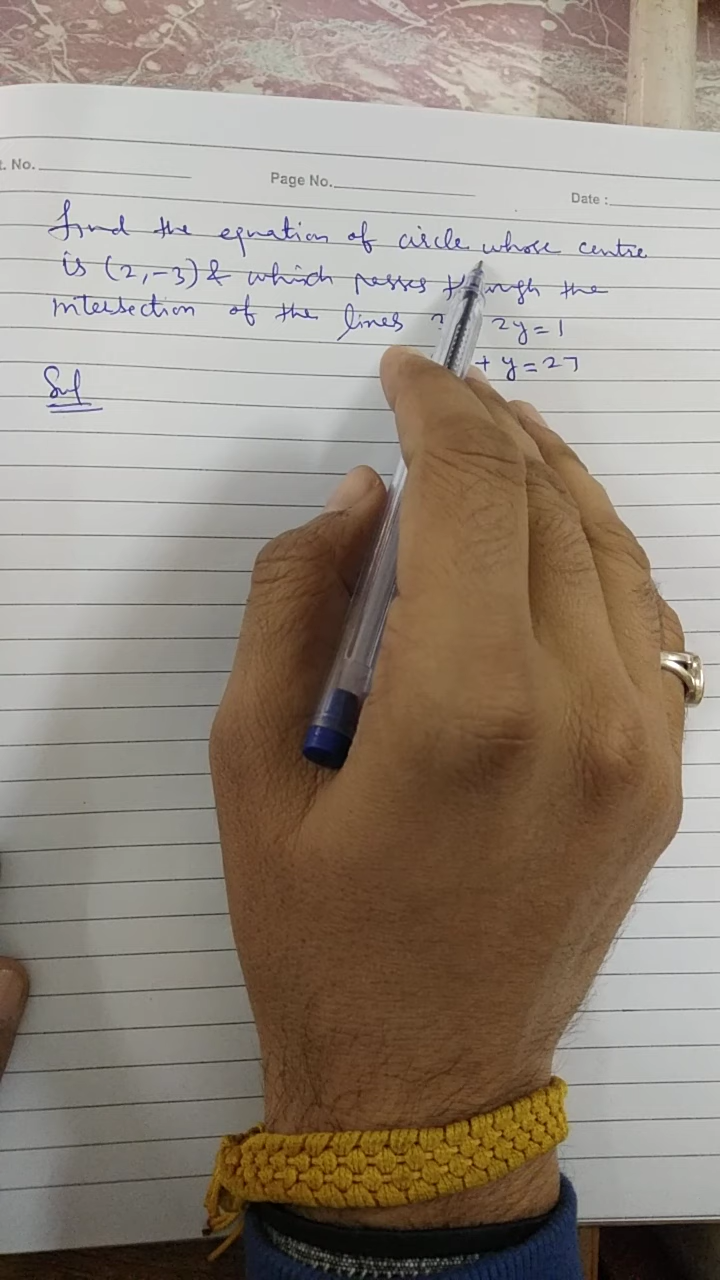 t. No.
Page No.
Date :
find the equation of circle whose centre
is (2,-3) & which passes through the
intersection of the lines 2y=1
+ y=27
Sol